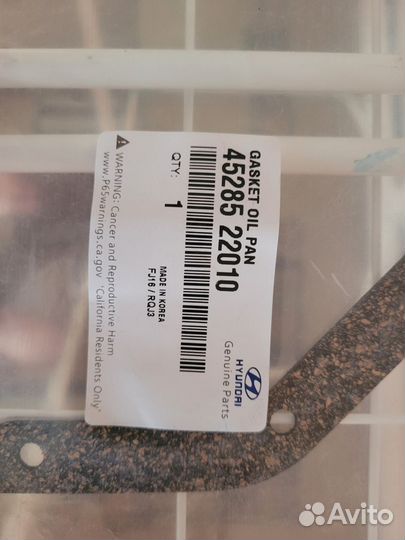 GASKET OIL PAN
45285 22010
QTY: 1
MADE IN KOREA
FJ16 / RQJ3
HYUNDAI
Genuine Parts
WARNING: Cancer and Reproductive Harm
www.P65warnings.ca.gov "California Residents Only"
Avito